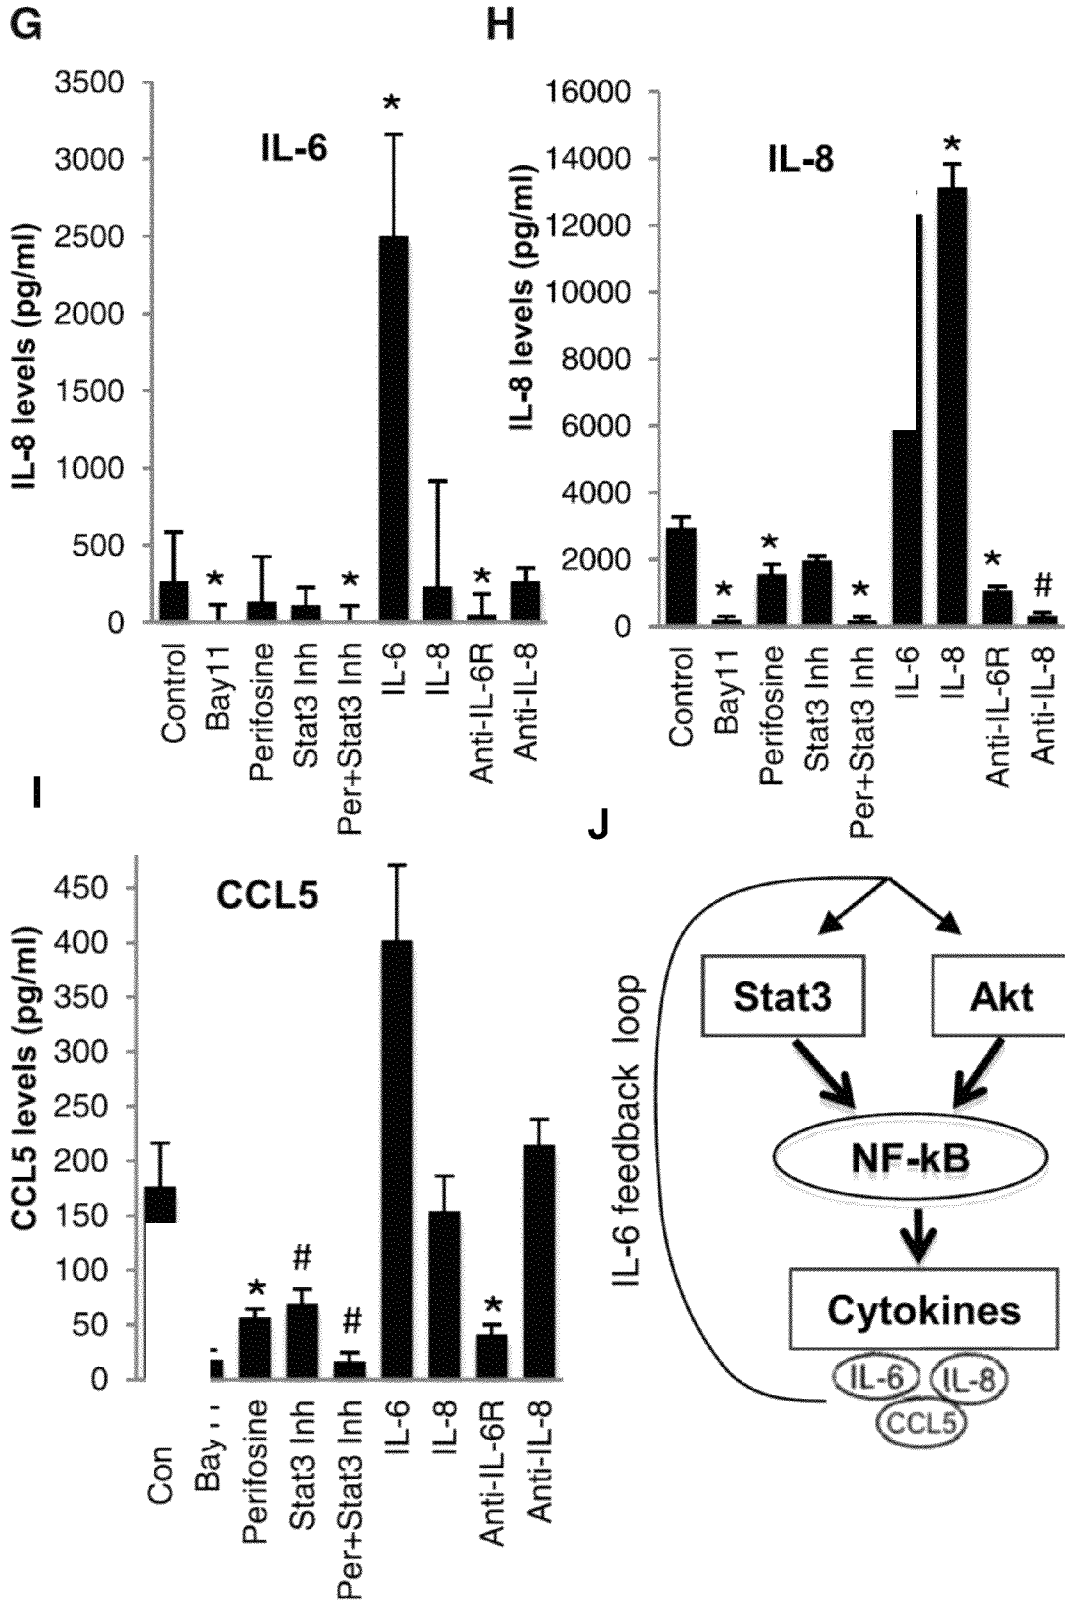 G
IL-6
IL-8 levels (pg/ml)
3500
3000
2500
2000
1500
1000
500
0
*
*
*
*
Control
Bay11
Perifosine
Stat3 Inh
Per+Stat3 Inh
IL-6
IL-8
Anti-IL-6R
Anti-IL-8
H
IL-8
IL-8 levels (pg/ml)
16000
14000
12000
10000
8000
6000
4000
2000
0
*
*
*
*
*
#
Control
Bay11
Perifosine
Stat3 Inh
Per+Stat3 Inh
IL-6
IL-8
Anti-IL-6R
Anti-IL-8
I
CCL5
CCL5 levels (pg/ml)
450
400
350
300
250
200
150
100
50
0
*
#
#
*
Con
Bay
Perifosine
Stat3 Inh
Per+Stat3 Inh
IL-6
IL-8
Anti-IL-6R
Anti-IL-8
J
IL-6 feedback loop
Stat3
Akt
NF-kB
Cytokines
IL-6
IL-8
CCL5